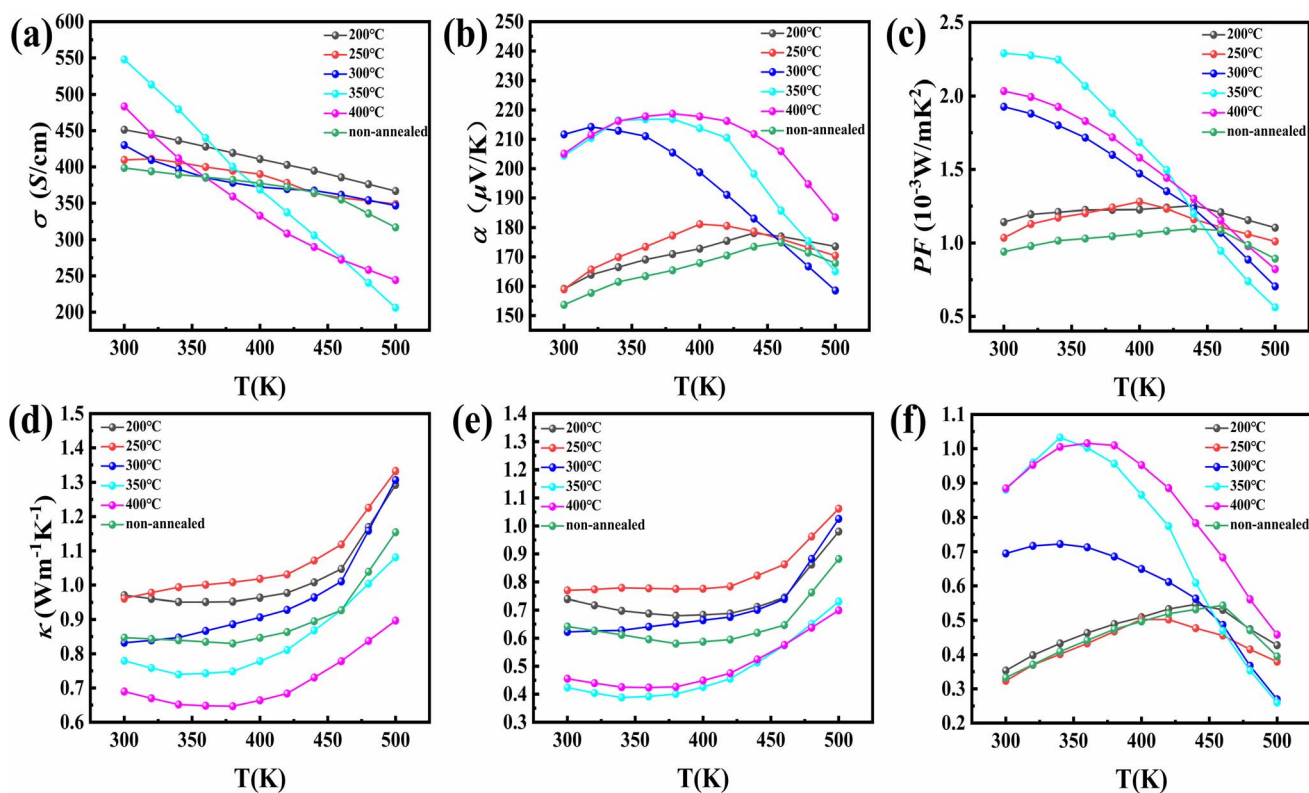 (a)
σ (S/cm)
600
550
500
450
400
350
300
250
200
200°C
250°C
300°C
350°C
400°C
non-annealed
300 350 400 450 500
T(K)
(b)
α（μV/K）
250
240
230
220
210
200
190
180
170
160
150
200°C
250°C
300°C
350°C
400°C
non-annealed
300 350 400 450 500
T(K)
(c)
PF (10⁻³W/mK²)
2.5
2.0
1.5
1.0
0.5
200°C
250°C
300°C
350°C
400°C
non-annealed
300 350 400 450 500
T(K)
(d)
κ (Wm⁻¹K⁻¹)
1.5
1.4
1.3
1.2
1.1
1.0
0.9
0.8
0.7
0.6
200°C
250°C
300°C
350°C
400°C
non-annealed
300 350 400 450 500
T(K)
(e)
1.4
1.3
1.2
1.1
1.0
0.9
0.8
0.7
0.6
0.5
0.4
0.3
200°C
250°C
300°C
350°C
400°C
non-annealed
300 350 400 450 500
T(K)
(f)
1.1
1.0
0.9
0.8
0.7
0.6
0.5
0.4
0.3
0.2
200°C
250°C
300°C
350°C
400°C
non-annealed
300 350 400 450 500
T(K)